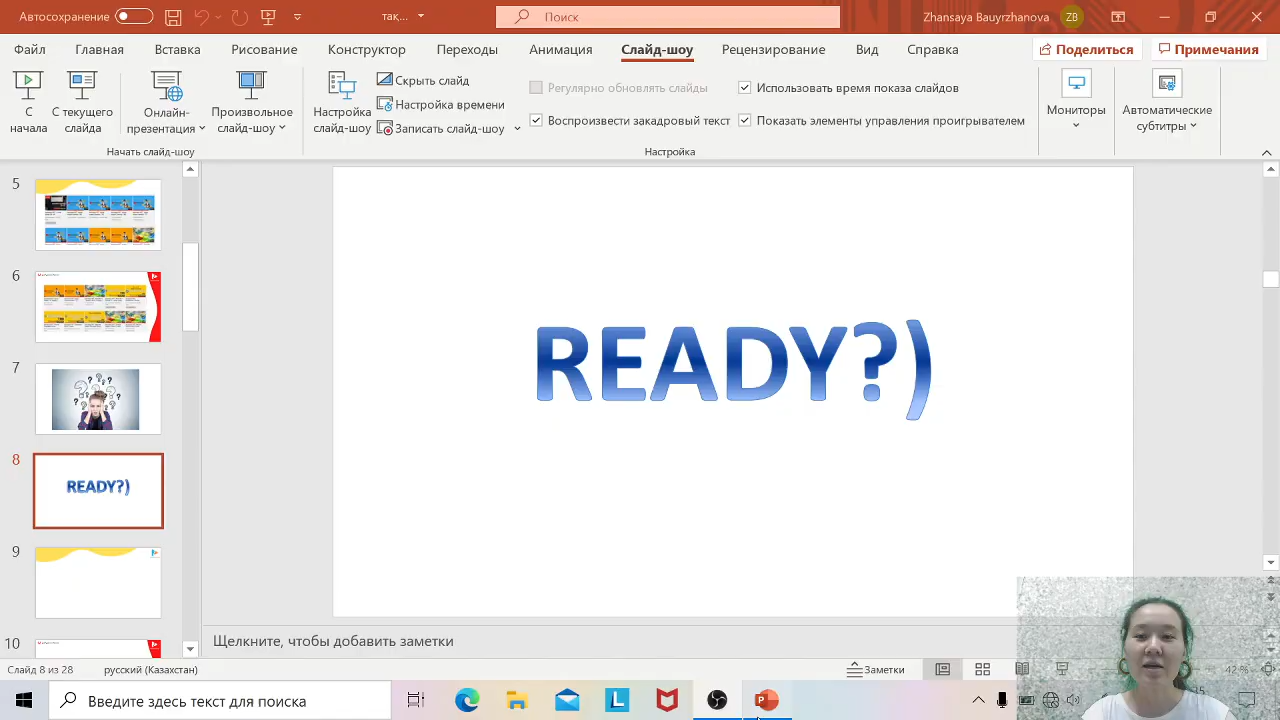 Автосохранение
так...
Поиск
Zhansaya Bauyrzhanova
ZB
Файл Главная Вставка Рисование Конструктор Переходы Анимация Слайд-шоу Рецензирование Вид Справка
Поделиться
Примечания
С начала
С текущего слайда
Онлайн-презентация
Произвольное слайд-шоу
Начать слайд-шоу
Настройка слайд-шоу
Скрыть слайд
Настройка времени
Записать слайд-шоу
Регулярно обновлять слайды
Воспроизвести закадровый текст
Использовать время показа слайдов
Показать элементы управления проигрывателем
Настройка
Мониторы
Автоматические субтитры
5
6
7
8
READY?)
9
10
READY?)
Щелкните, чтобы добавить заметки
Слайд 8 из 28
русский (Казахстан)
Заметки
42 %
Введите здесь текст для поиска